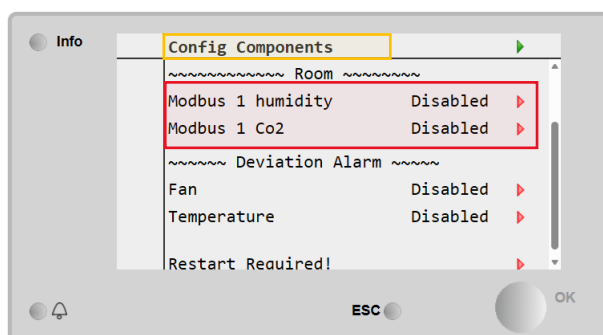 Info
Config Components
~~~~~~~~~~~~ Room ~~~~~~~~
Modbus 1 humidity Disabled
Modbus 1 Co2 Disabled
~~~~~~ Deviation Alarm ~~~~~
Fan Disabled
Temperature Disabled
Restart Required!
ESC
OK